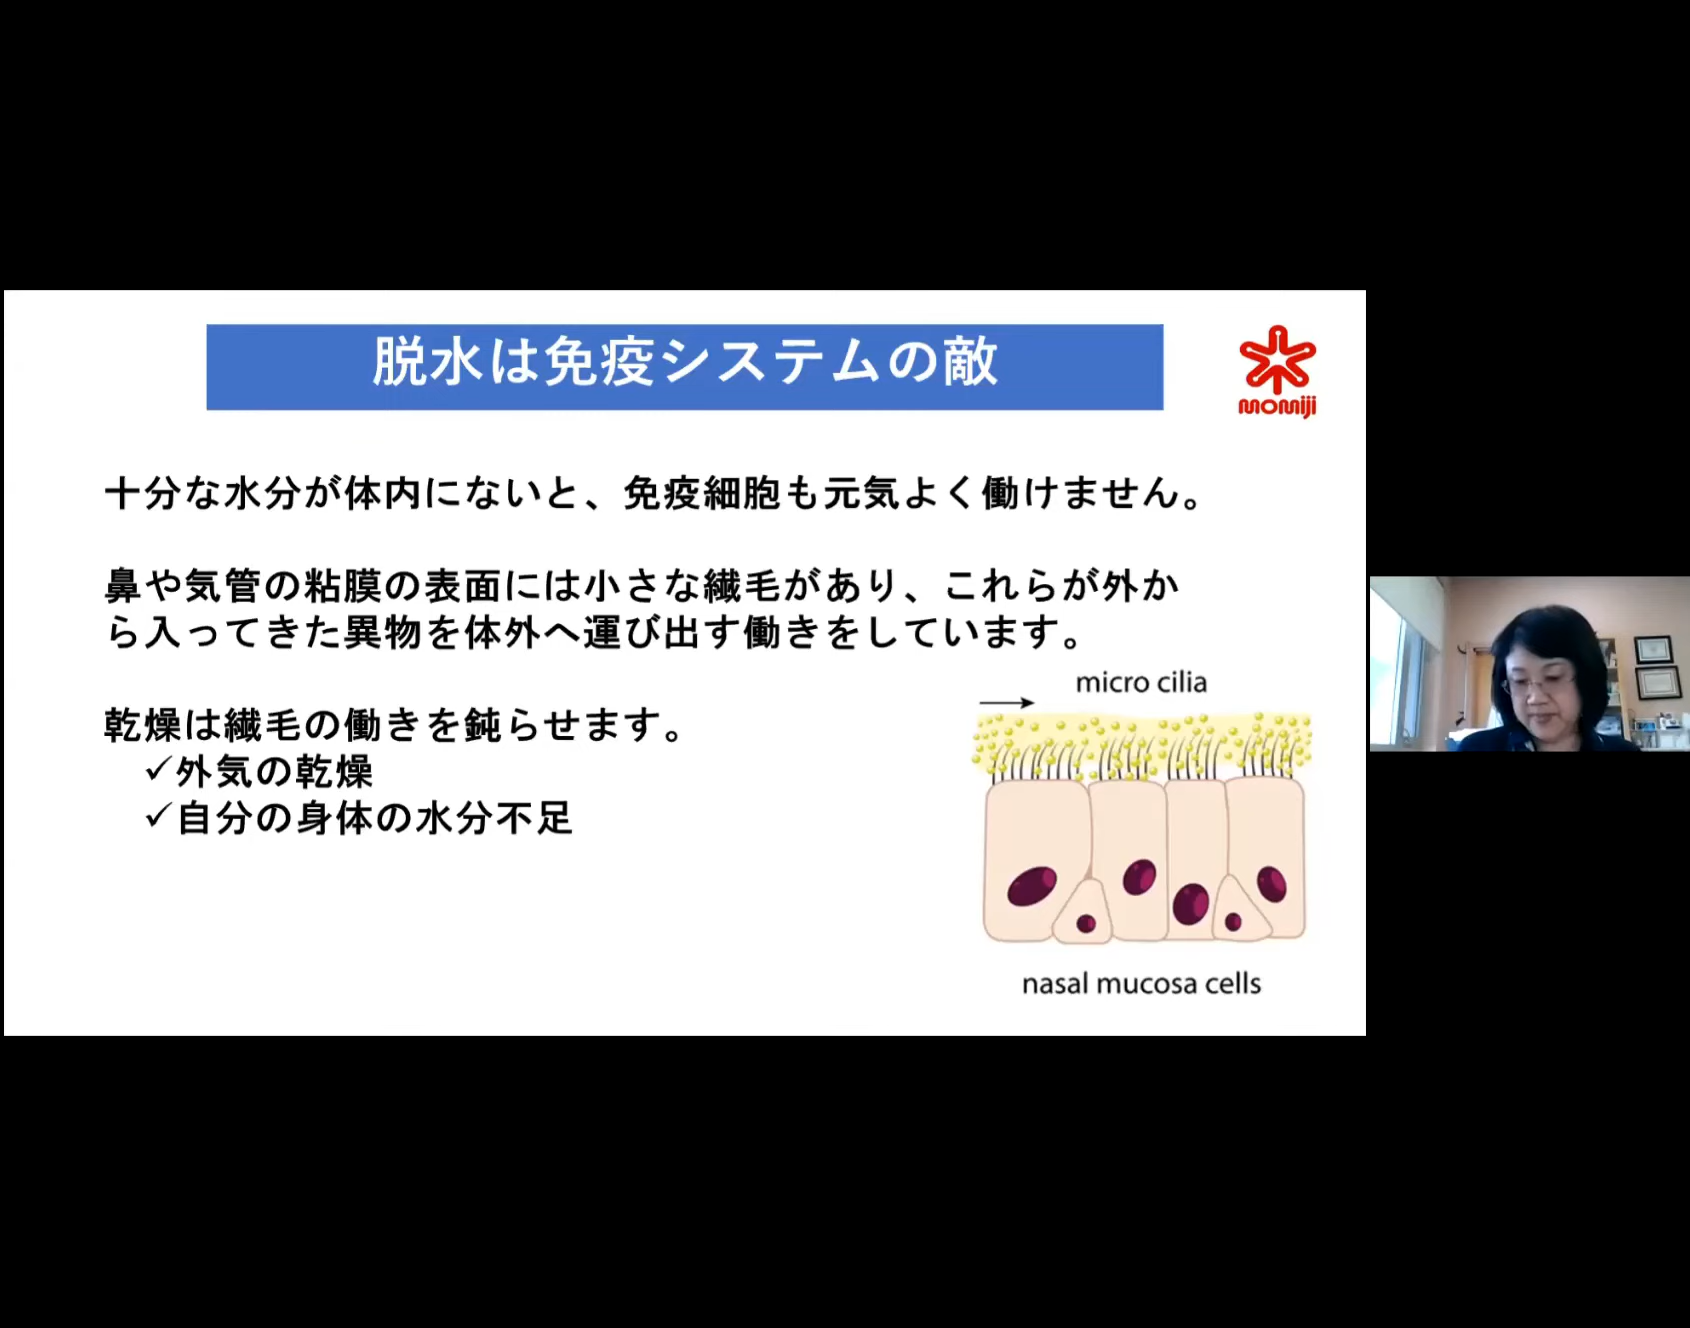 脱水は免疫システムの敵
MOMIJI
十分な水分が体内にないと、免疫細胞も元気よく働けません。
鼻や気管の粘膜の表面には小さな繊毛があり、これらが外か
ら入ってきた異物を体外へ運び出す働きをしています。
乾燥は繊毛の働きを鈍らせます。
✓外気の乾燥
✓自分の身体の水分不足
micro cilia
nasal mucosa cells